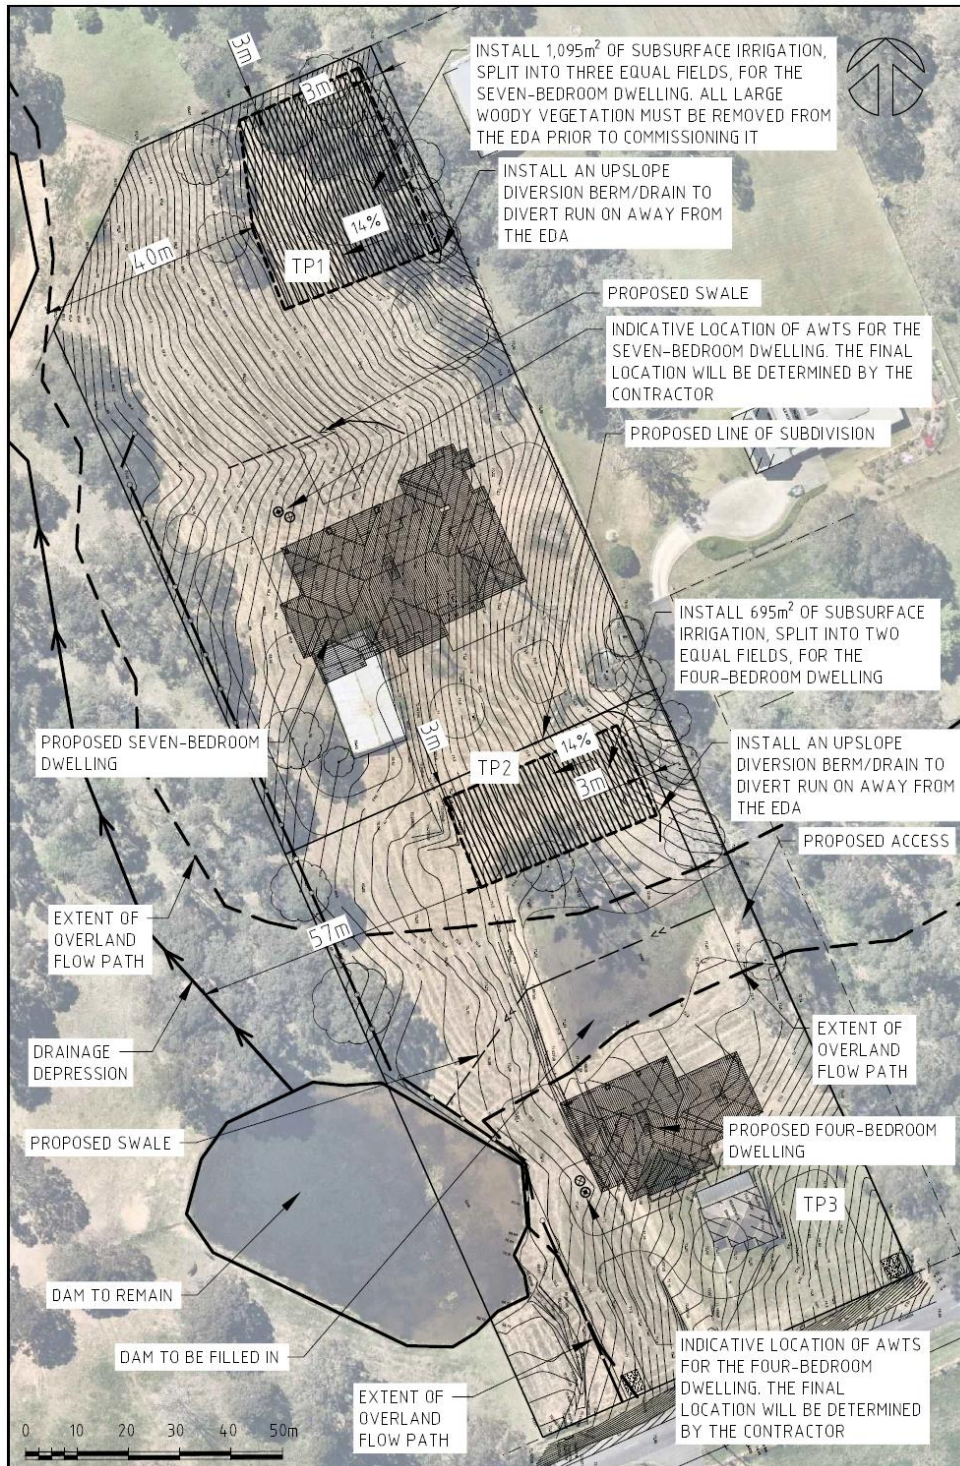 3m
3m
INSTALL 1,095m² OF SUBSURFACE IRRIGATION,
SPLIT INTO THREE EQUAL FIELDS, FOR THE
SEVEN-BEDROOM DWELLING. ALL LARGE
WOODY VEGETATION MUST BE REMOVED FROM
THE EDA PRIOR TO COMMISSIONING IT
INSTALL AN UPSLOPE
DIVERSION BERM/DRAIN TO
DIVERT RUN ON AWAY FROM
THE EDA
14%
40m
TP1
PROPOSED SWALE
INDICATIVE LOCATION OF AWTS FOR THE
SEVEN-BEDROOM DWELLING. THE FINAL
LOCATION WILL BE DETERMINED BY THE
CONTRACTOR
PROPOSED LINE OF SUBDIVISION
INSTALL 695m² OF SUBSURFACE
IRRIGATION, SPLIT INTO TWO
EQUAL FIELDS, FOR THE
FOUR-BEDROOM DWELLING
PROPOSED SEVEN-BEDROOM
DWELLING
3m
TP2
14%
3m
INSTALL AN UPSLOPE
DIVERSION BERM/DRAIN TO
DIVERT RUN ON AWAY FROM
THE EDA
PROPOSED ACCESS
EXTENT OF
OVERLAND
FLOW PATH
57m
DRAINAGE
DEPRESSION
EXTENT OF
OVERLAND
FLOW PATH
PROPOSED SWALE
PROPOSED FOUR-BEDROOM
DWELLING
TP3
DAM TO REMAIN
DAM TO BE FILLED IN
EXTENT OF
OVERLAND
FLOW PATH
INDICATIVE LOCATION OF AWTS
FOR THE FOUR-BEDROOM
DWELLING. THE FINAL
LOCATION WILL BE DETERMINED
BY THE CONTRACTOR
0 10 20 30 40 50m